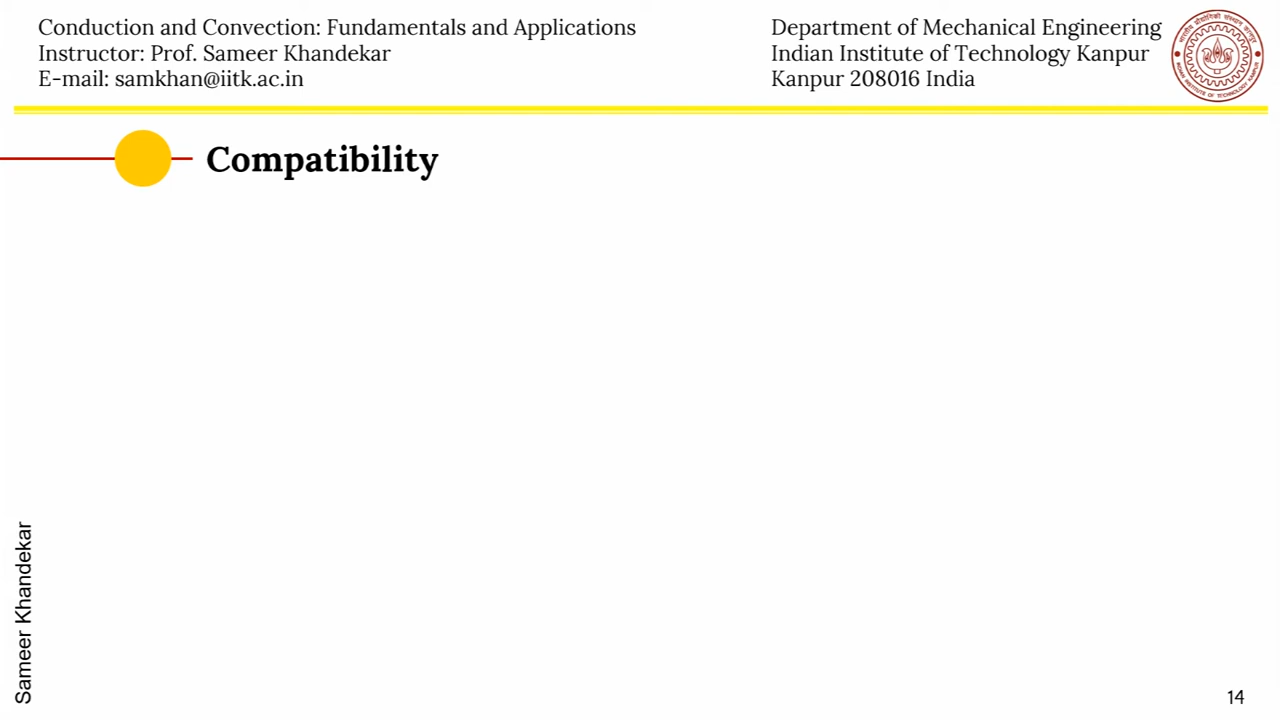 Conduction and Convection: Fundamentals and Applications
Instructor: Prof. Sameer Khandekar
E-mail: samkhan@iitk.ac.in
Department of Mechanical Engineering
Indian Institute of Technology Kanpur
Kanpur 208016 India
Compatibility
Sameer Khandekar
14